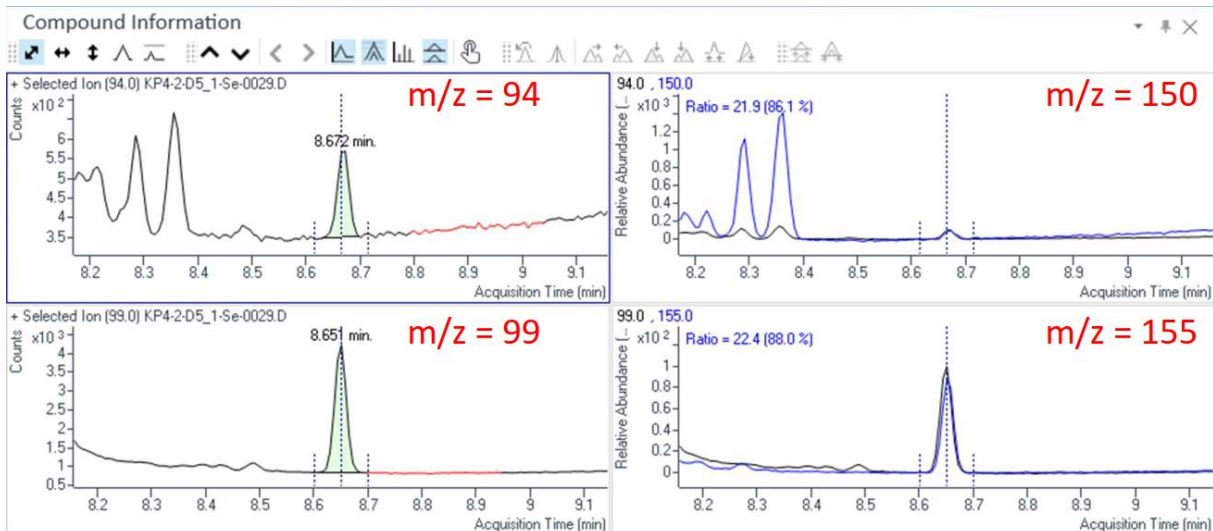 Compound Information
+ Selected Ion (94.0) KP4-2-D5_1-Se-0029.D
m/z = 94
Counts
x10 2
6
5.5
5
4.5
4
3.5
8.672 min.
8.2 8.3 8.4 8.5 8.6 8.7 8.8 8.9 9 9.1
Acquisition Time (min)
94.0 , 150.0
m/z = 150
Relative Abundance (...
x10 3
Ratio = 21.9 (86.1 %)
1.2
1
0.8
0.6
0.4
0.2
0
8.2 8.3 8.4 8.5 8.6 8.7 8.8 8.9 9 9.1
Acquisition Time (min)
+ Selected Ion (99.0) KP4-2-D5_1-Se-0029.D
m/z = 99
Counts
x10 3
4
3.5
3
2.5
2
1.5
1
0.5
8.651 min.
8.2 8.3 8.4 8.5 8.6 8.7 8.8 8.9 9 9.1
Acquisition Time (min)
99.0 , 155.0
m/z = 155
Relative Abundance (...
x10 2
Ratio = 22.4 (88.0 %)
1
0.8
0.6
0.4
0.2
0
8.2 8.3 8.4 8.5 8.6 8.7 8.8 8.9 9 9.1
Acquisition Time (min)